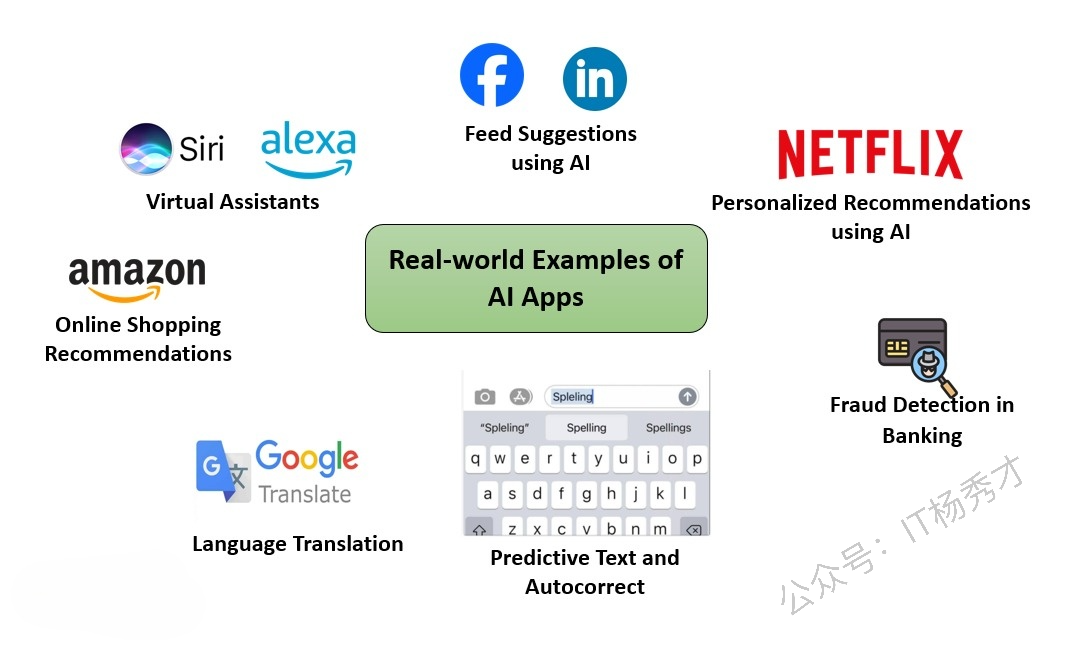 Feed Suggestions
using AI
Siri
alexa
Virtual Assistants
NETFLIX
Personalized Recommendations
using AI
Real-world Examples of
AI Apps
amazon
Online Shopping
Recommendations
Fraud Detection in
Banking
G 文
Google
Translate
Language Translation
Spleling
"Spleling" Spelling Spellings
q w e r t y u i o p
a s d f g h j k l
z x c v b n m
Predictive Text and
Autocorrect
f
in
公众号：IT杨秀才